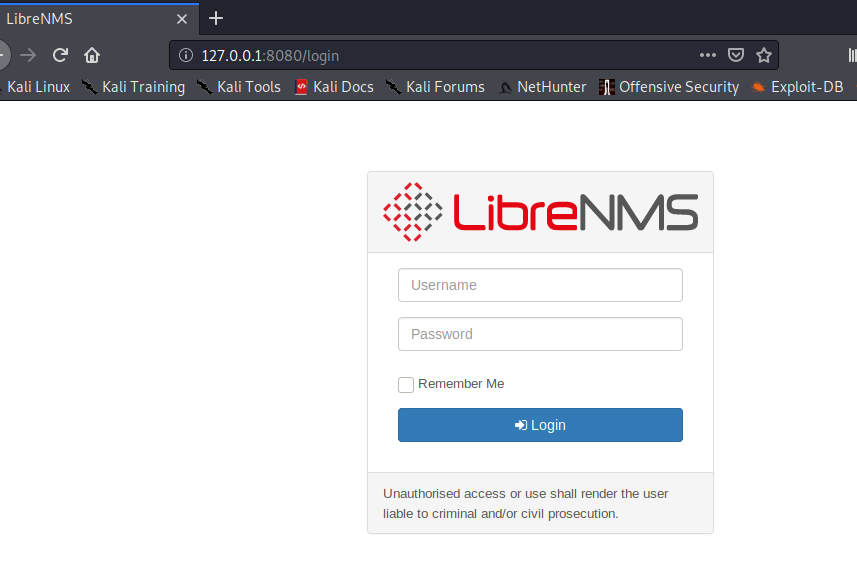 LibreNMS
127.0.0.1:8080/login
Kali Linux Kali Training Kali Tools Kali Docs Kali Forums NetHunter Offensive Security Exploit-DB
LibreNMS
Username
Password
Remember Me
Login
Unauthorised access or use shall render the user
liable to criminal and/or civil prosecution.